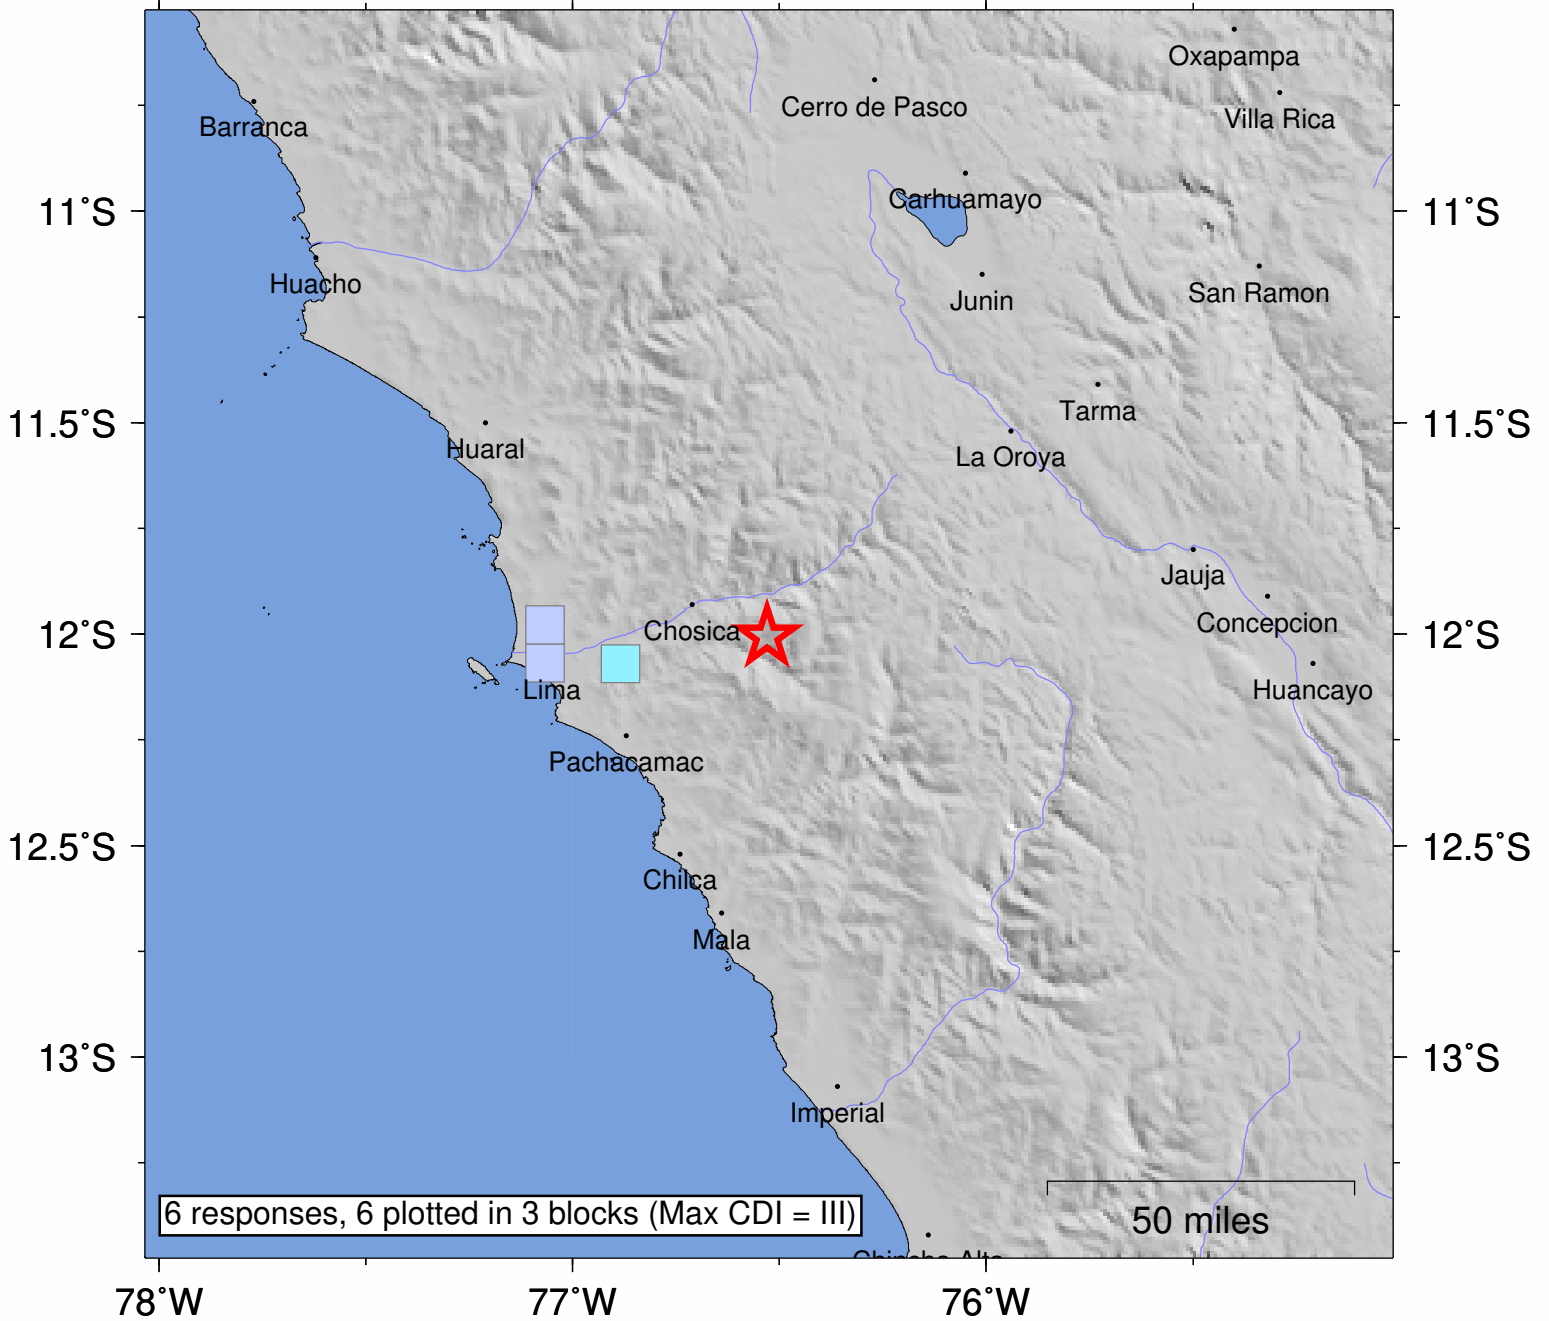 Oxapampa
Cerro de Pasco
Villa Rica
Barranca
Carhuamayo
11°S
11°S
Huacho
Junin
San Ramon
Tarma
11.5°S
11.5°S
Huaral
La Oroya
Jauja
Concepcion
12°S
Chosica
12°S
Lima
Huancayo
Pachacamac
12.5°S
12.5°S
Chilca
Mala
13°S
13°S
Imperial
6 responses, 6 plotted in 3 blocks (Max CDI = III)
50 miles
Chincha Alta
78°W
77°W
76°W